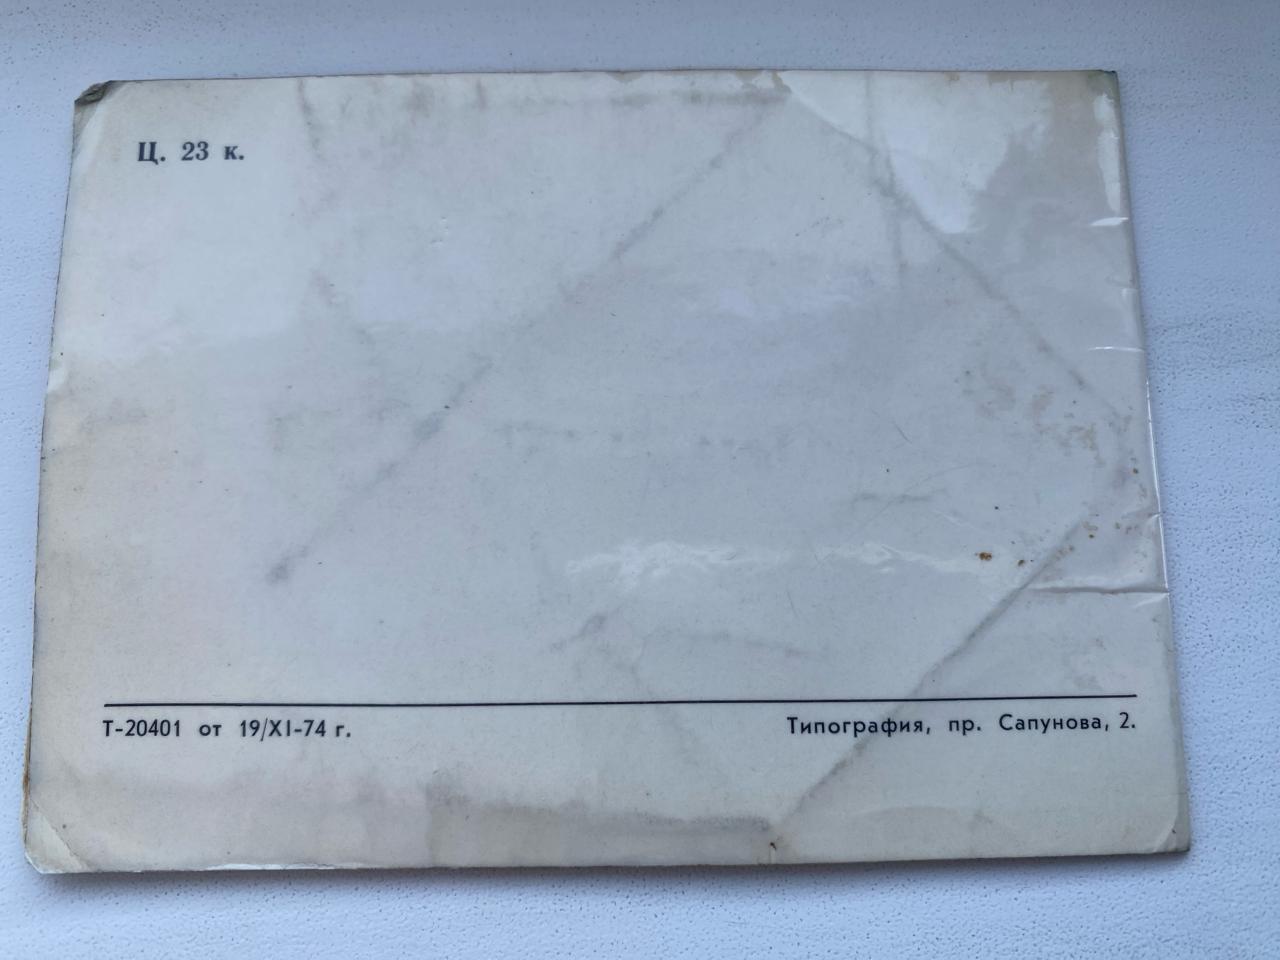 Ц. 23 к.
Т-20401 от 19/XI-74 г.
Типография, пр. Сапунова, 2.